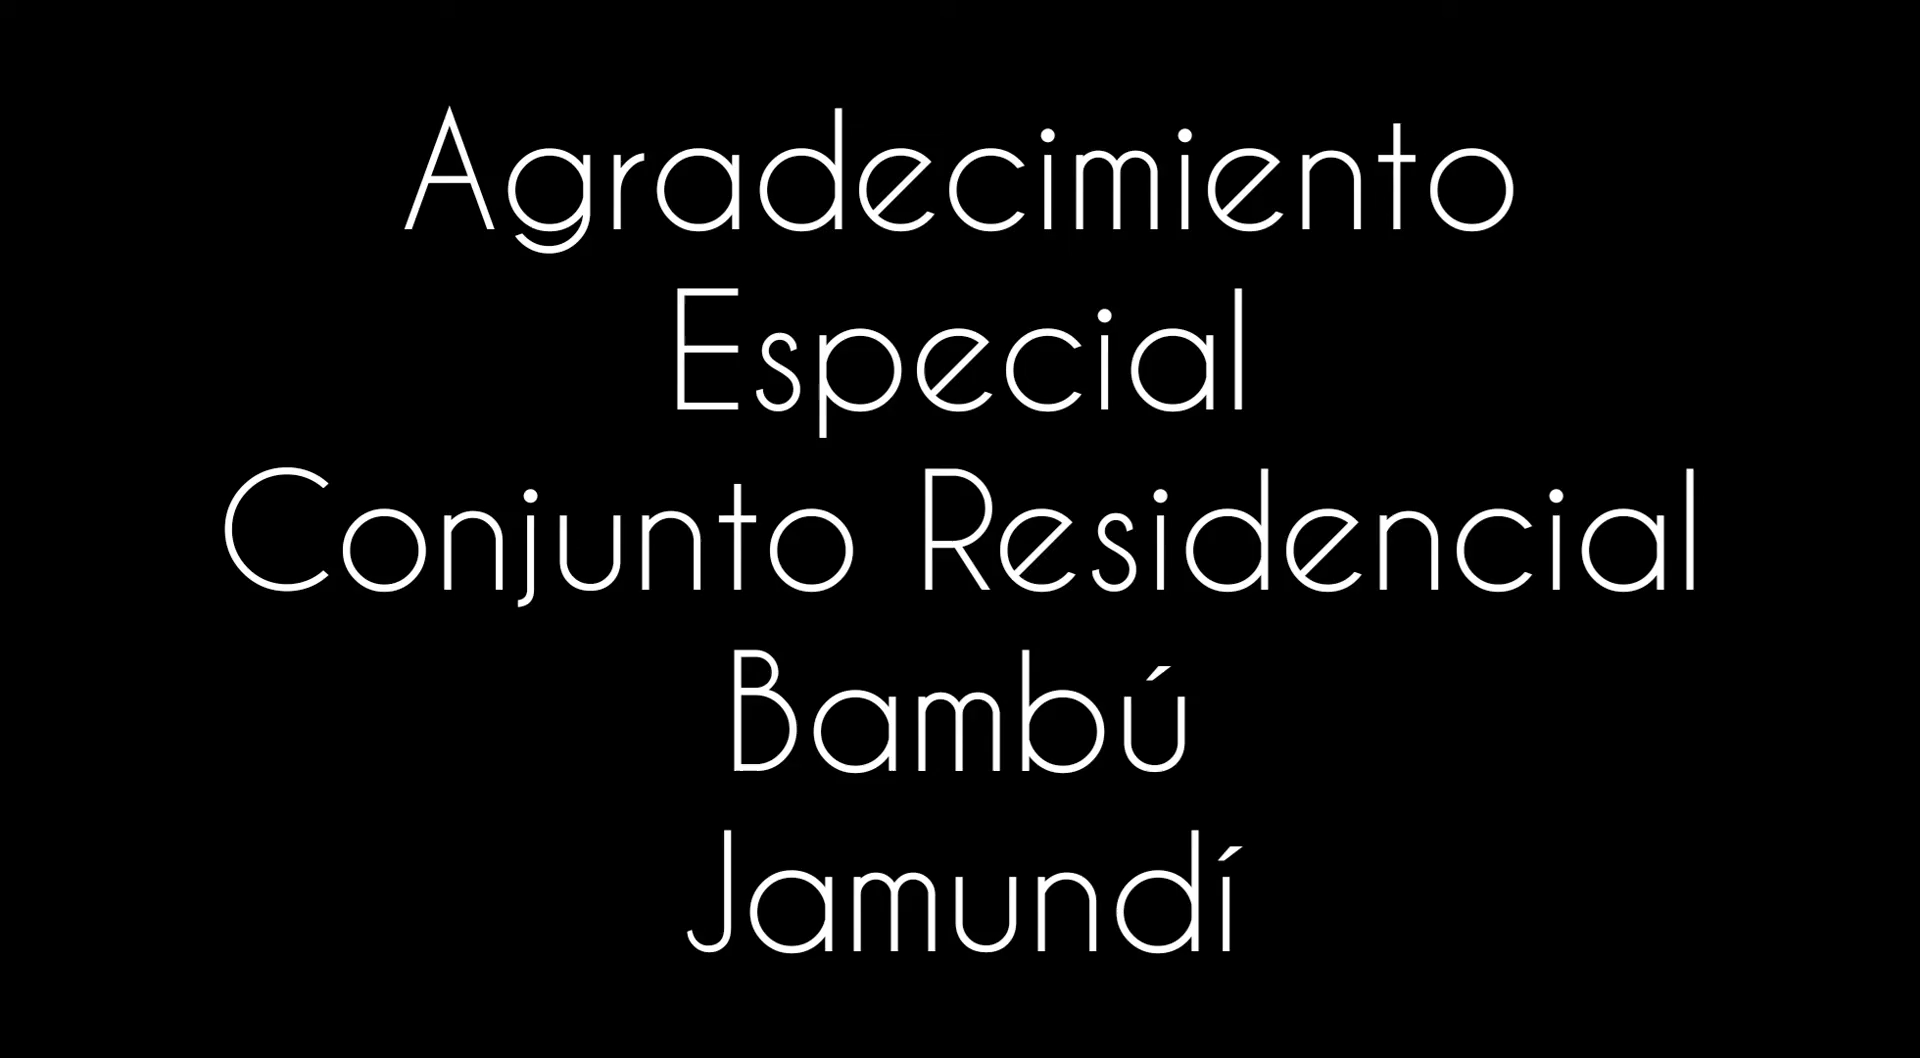 Agradecimiento
Especial
Conjunto Residencial
Bambú
Jamundí